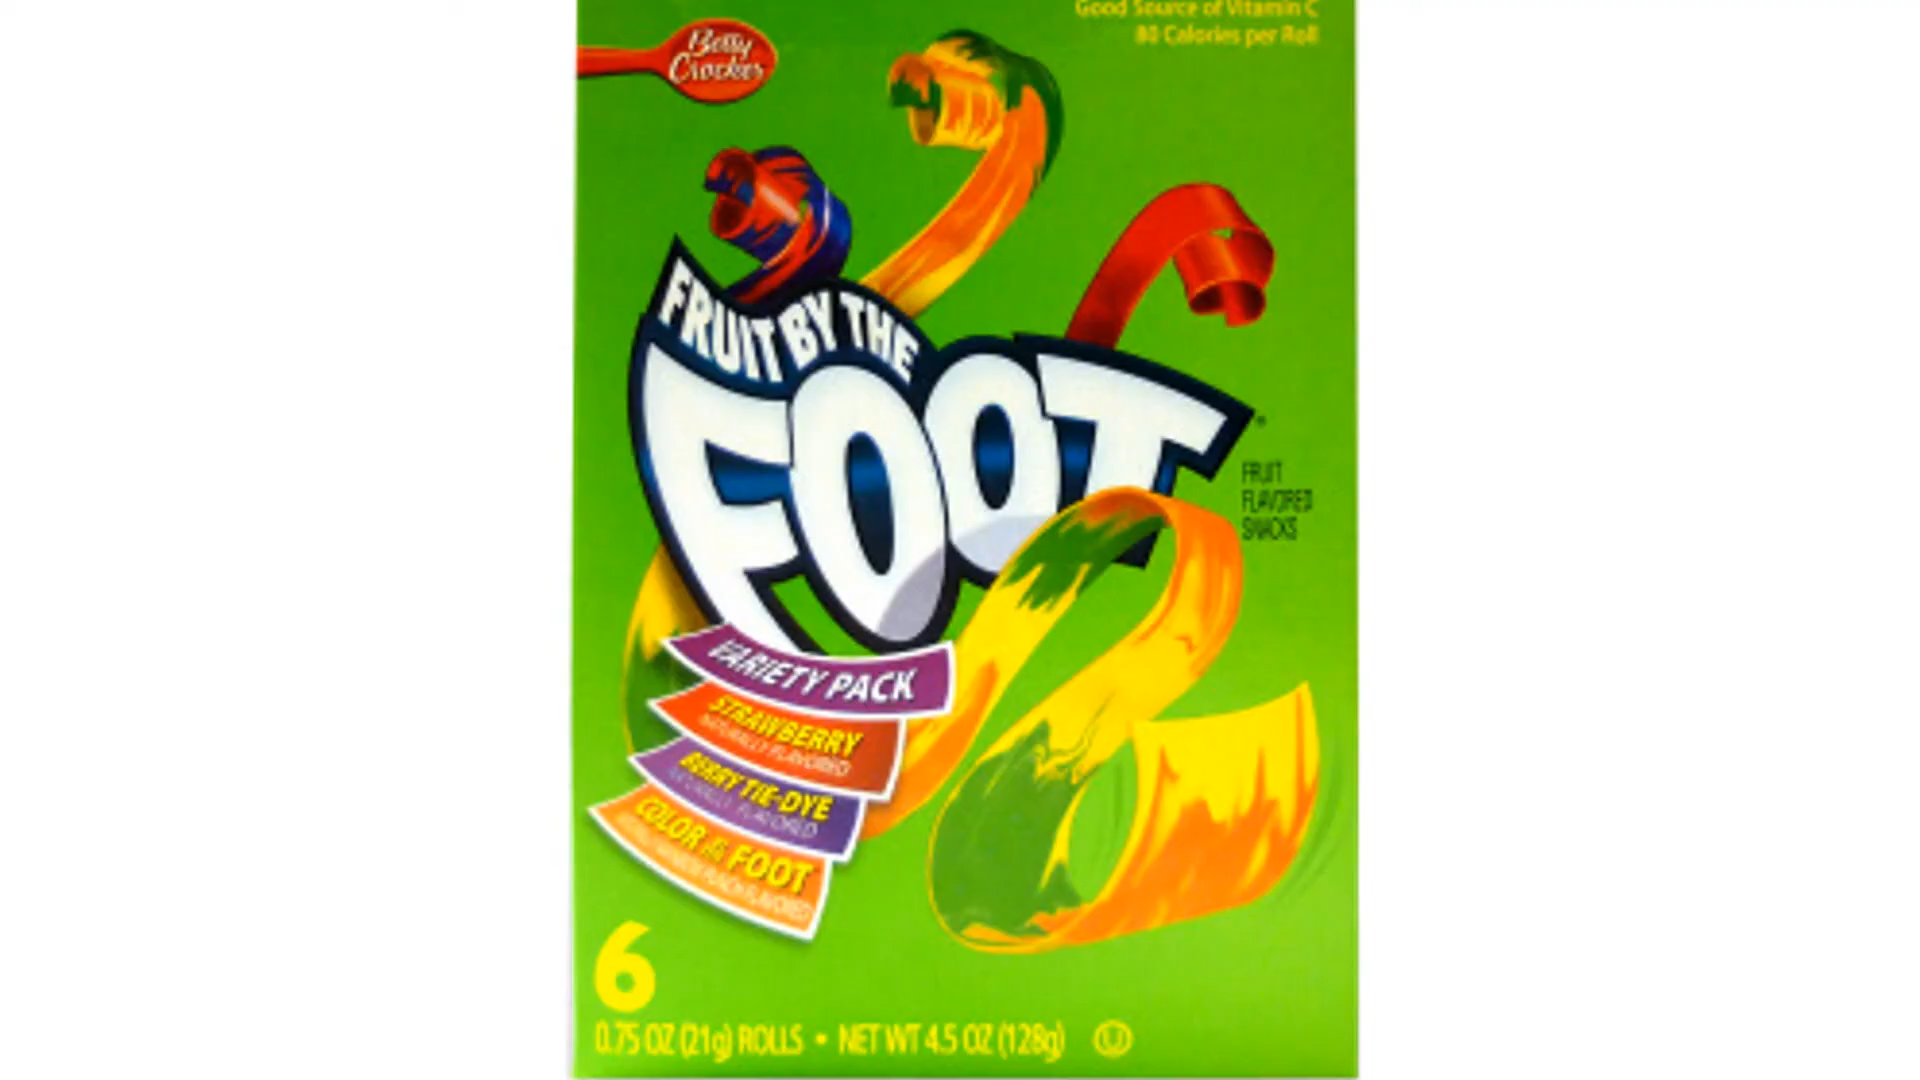 Good Source of Vitamin C
80 Calories per Roll
Betty
Crocker
FRUIT BY THE
FOOT
FRUIT
FLAVORED
SNACKS
VARIETY PACK
STRAWBERRY
NATURALLY FLAVORED
BERRY TIE-DYE
NATURALLY FLAVORED
COLOR by the FOOT
FLAVORED
6
0.75 OZ (21g) ROLLS • NET WT 4.5 OZ (128g) U